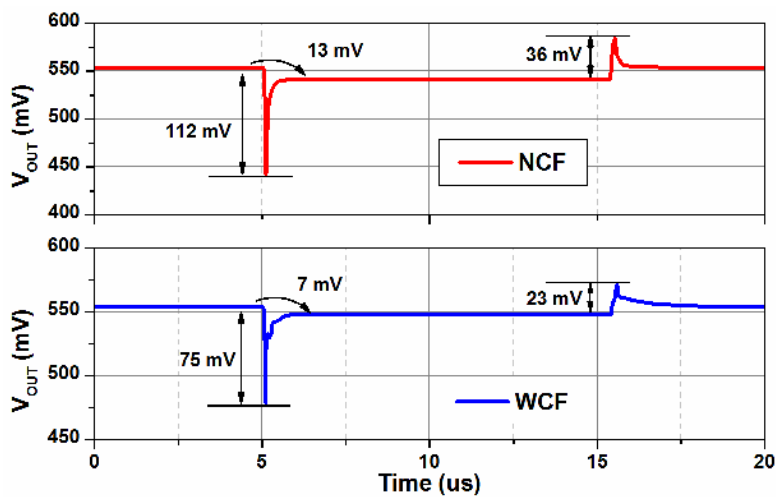 600
550
500
450
400
V_OUT (mV)
13 mV
112 mV
36 mV
NCF
600
550
500
450
V_OUT (mV)
7 mV
75 mV
23 mV
WCF
0
5
10
15
20
Time (us)